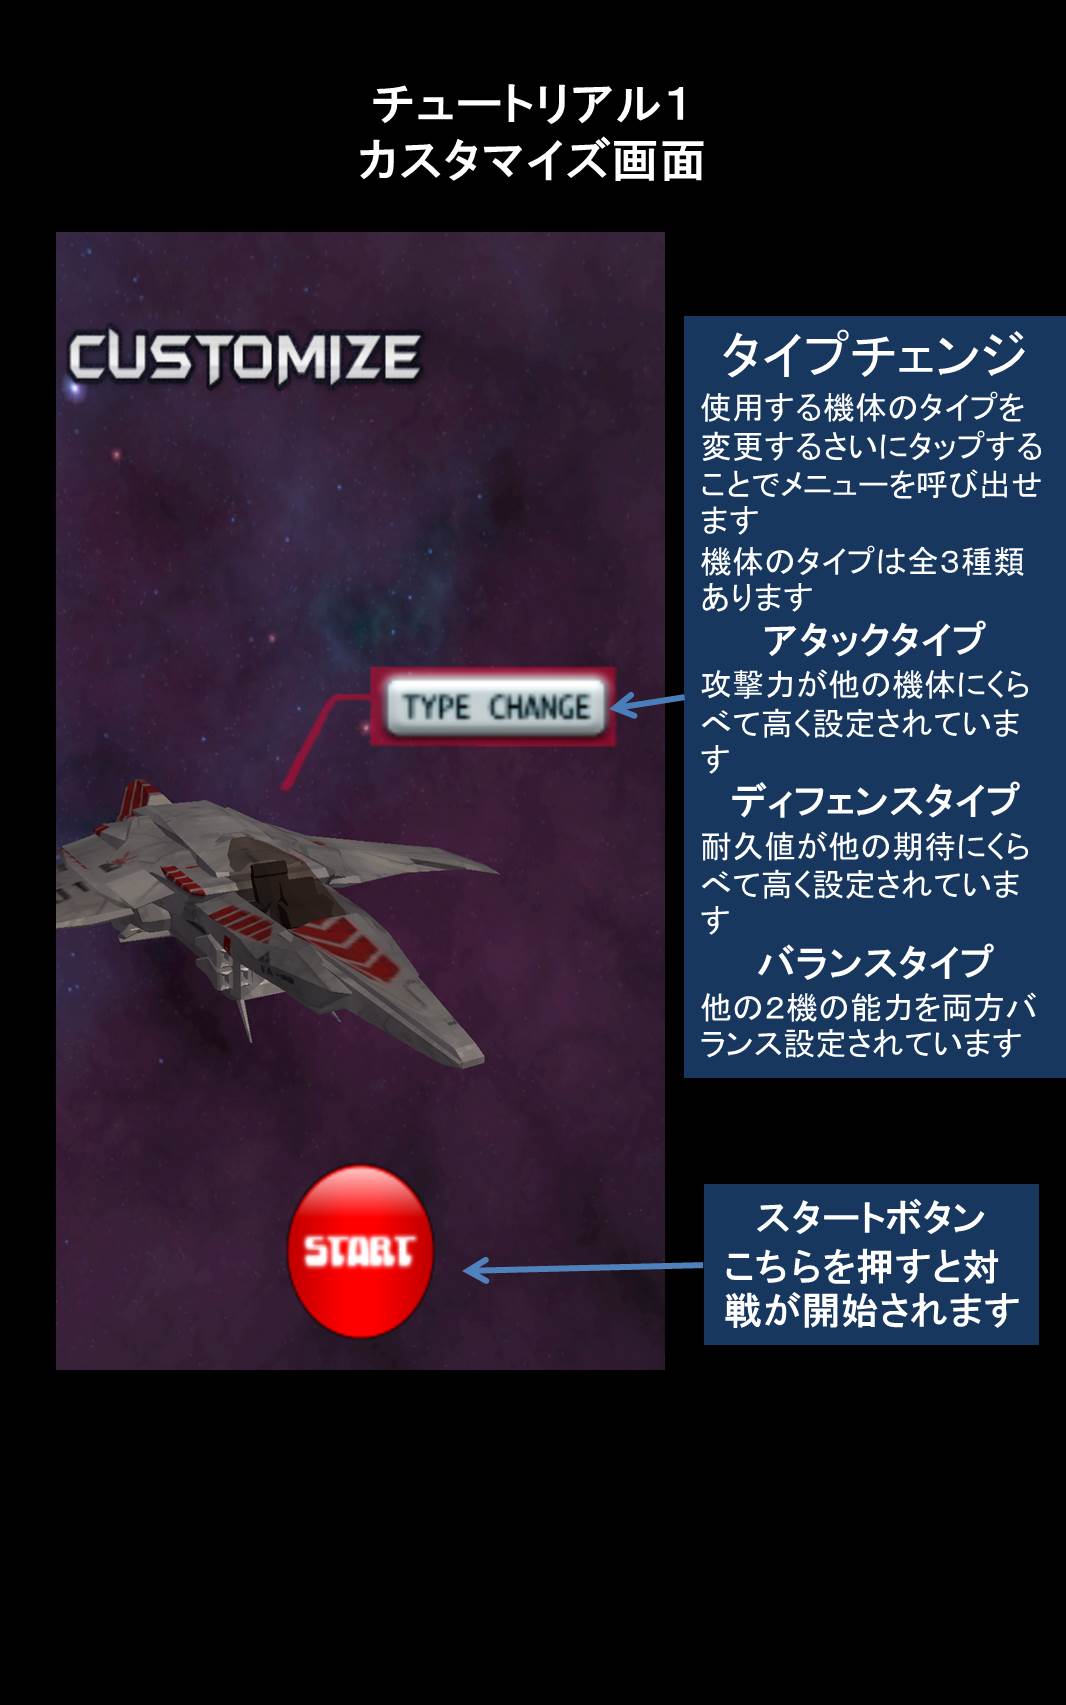 チュートリアル１
カスタマイズ画面
CUSTOMIZE
TYPE CHANGE
START
タイプチェンジ
使用する機体のタイプを
変更するさいにタップする
ことでメニューを呼び出せ
ます
機体のタイプは全３種類
あります
アタックタイプ
攻撃力が他の機体にくら
べて高く設定されていま
す
ディフェンスタイプ
耐久値が他の期待にくら
べて高く設定されていま
す
バランスタイプ
他の２機の能力を両方バ
ランス設定されています
スタートボタン
こちらを押すと対
戦が開始されます